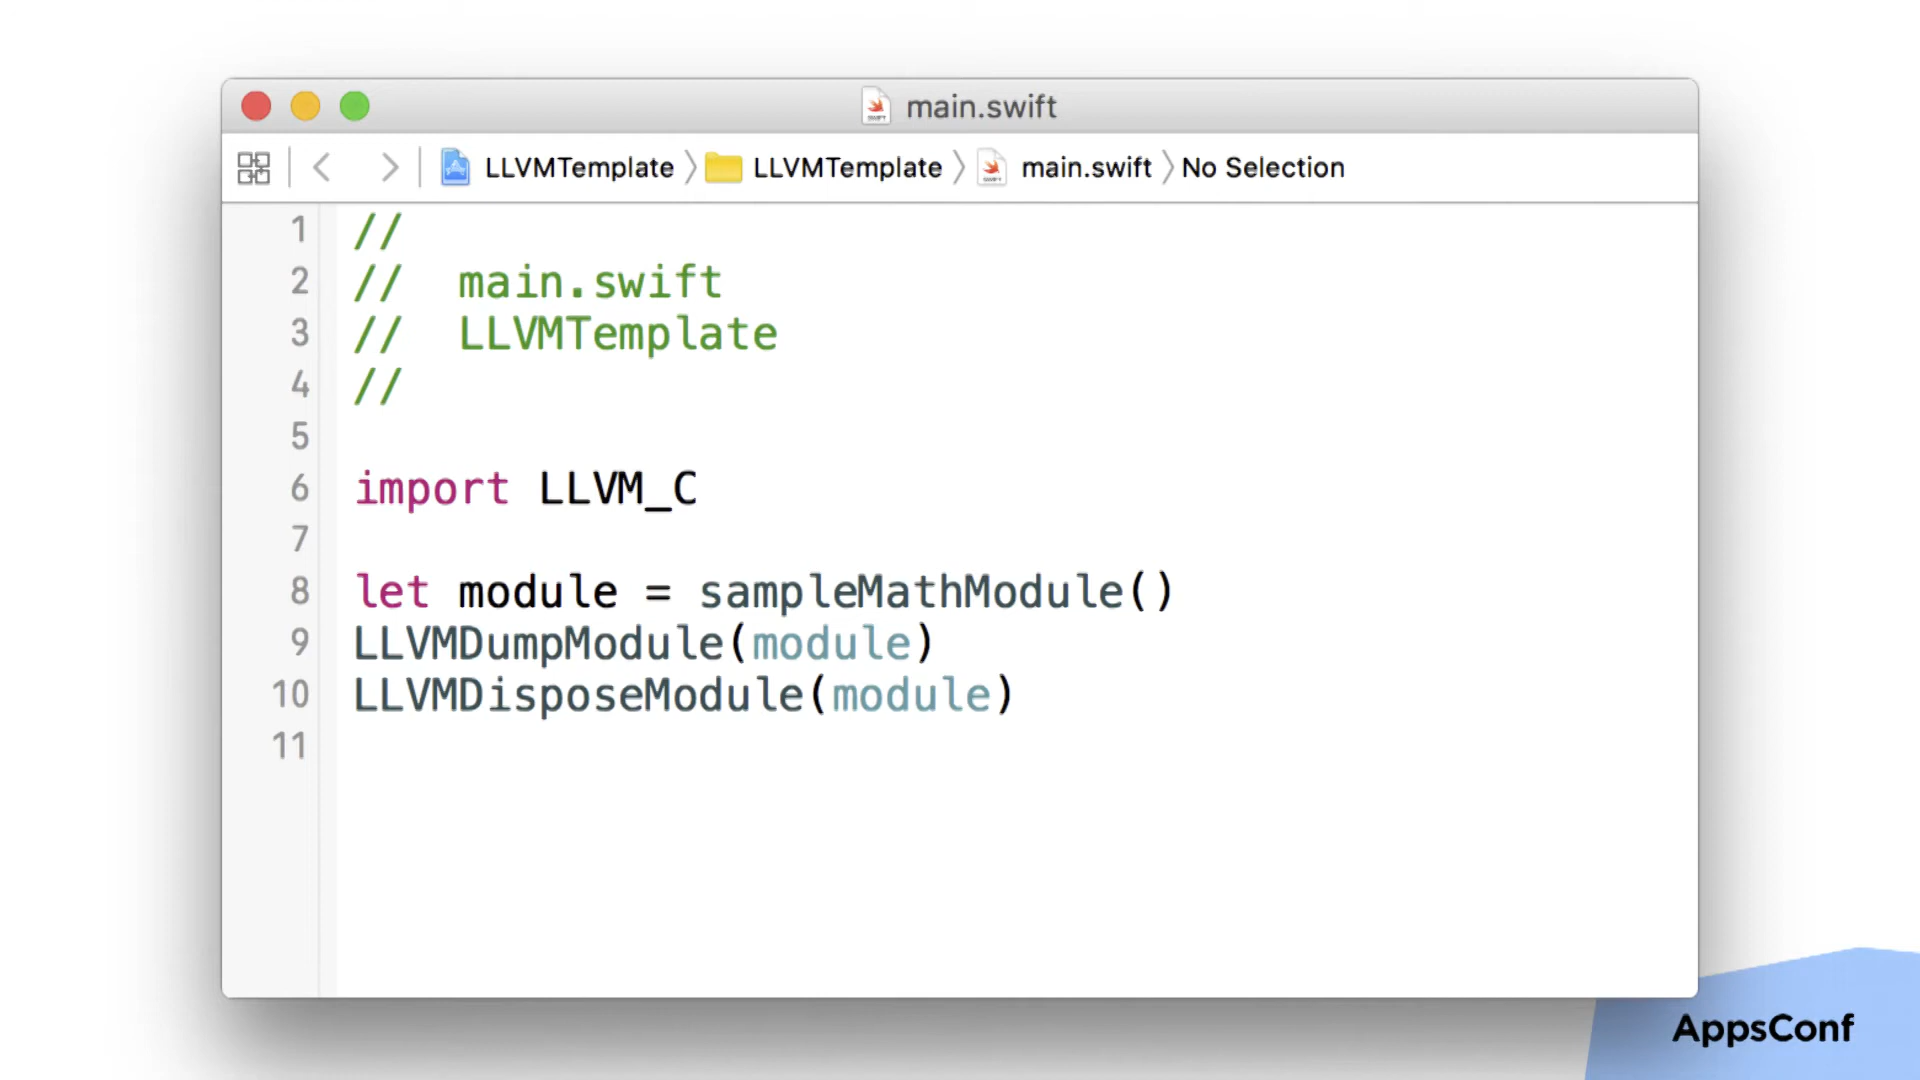 main.swift
LLVMTemplate 〉 LLVMTemplate 〉 main.swift 〉 No Selection
1 //
2 //  main.swift
3 //  LLVMTemplate
4 //
5
6 import LLVM_C
7
8 let module = sampleMathModule()
9 LLVMDumpModule(module)
10 LLVMDisposeModule(module)
11
AppsConf